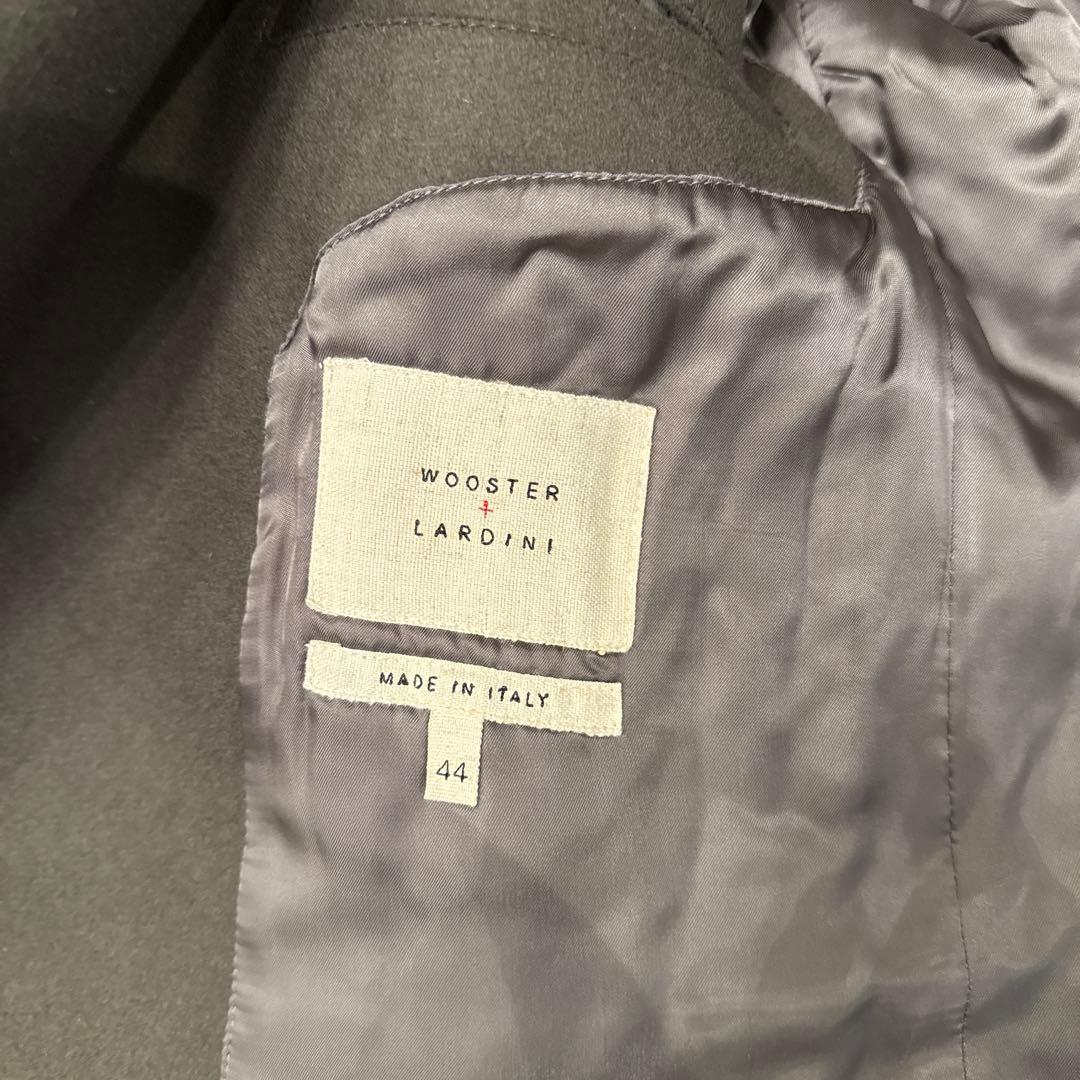 WOOSTER
+
LARDINI
MADE IN ITALY
44